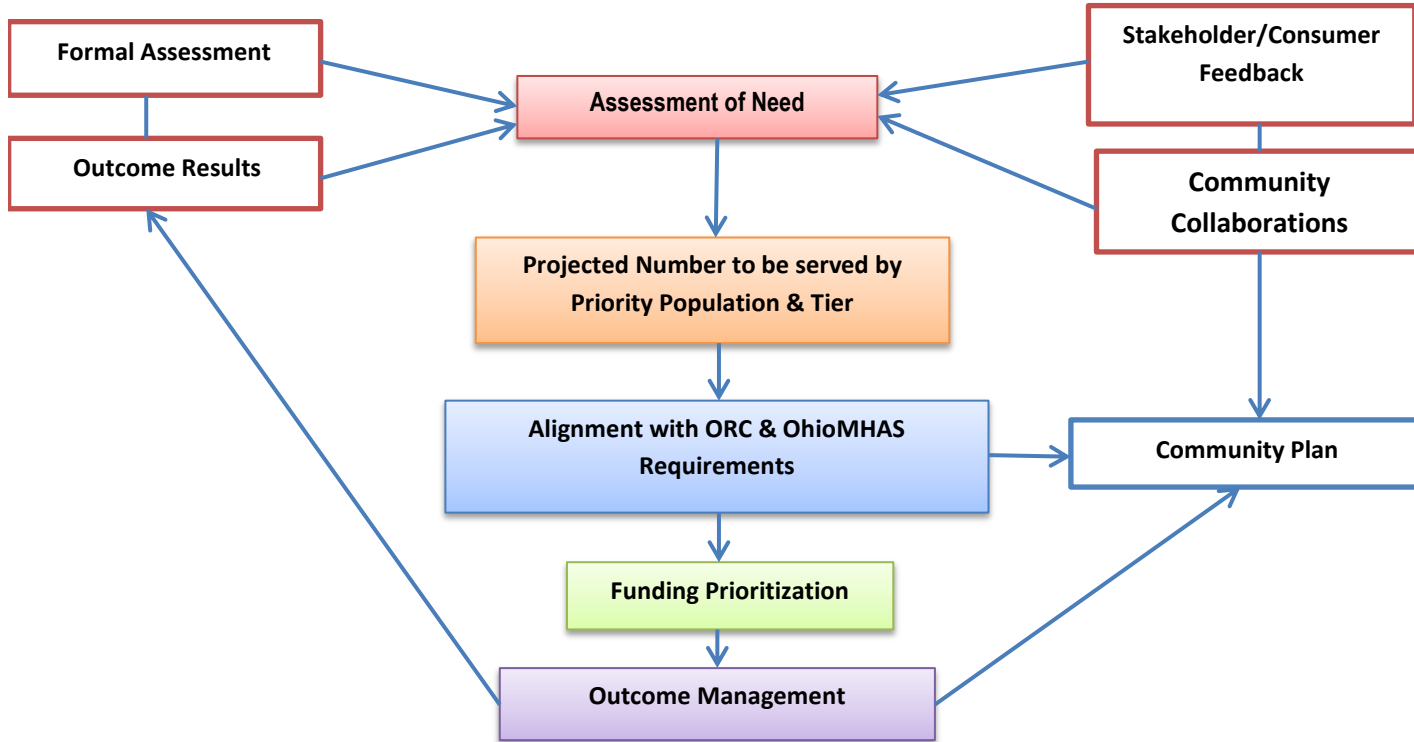 Formal Assessment
Stakeholder/Consumer
Feedback
Assessment of Need
Outcome Results
Community
Collaborations
Projected Number to be served by
Priority Population & Tier
Alignment with ORC & OhioMHAS
Requirements
Community Plan
Funding Prioritization
Outcome Management